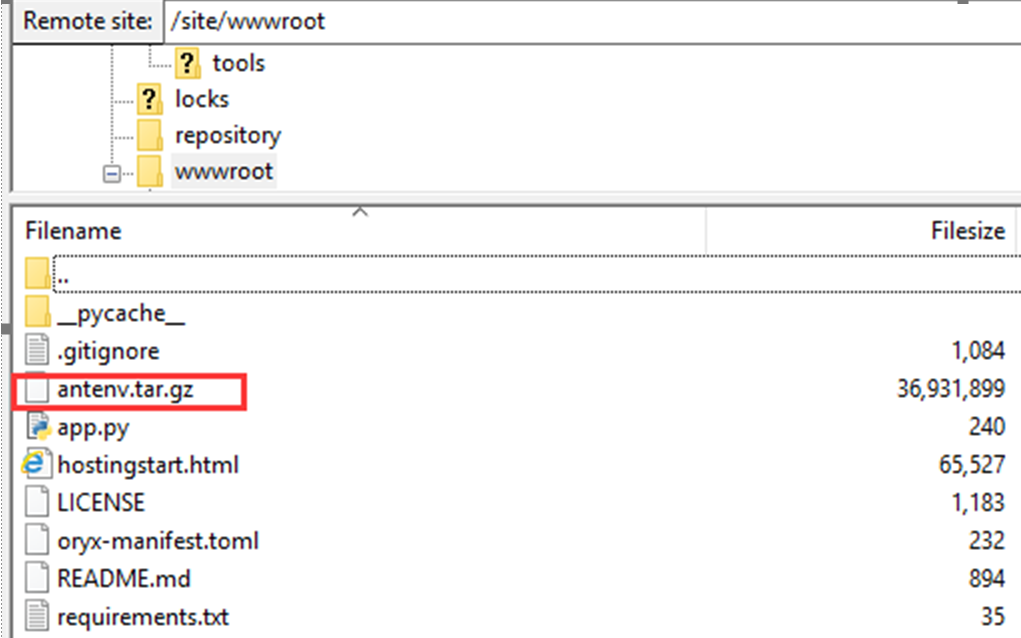 Remote site: /site/wwwroot
tools
locks
repository
wwwroot
Filename Filesize
..
__pycache__
.gitignore 1,084
antenv.tar.gz 36,931,899
app.py 240
hostingstart.html 65,527
LICENSE 1,183
oryx-manifest.toml 232
README.md 894
requirements.txt 35